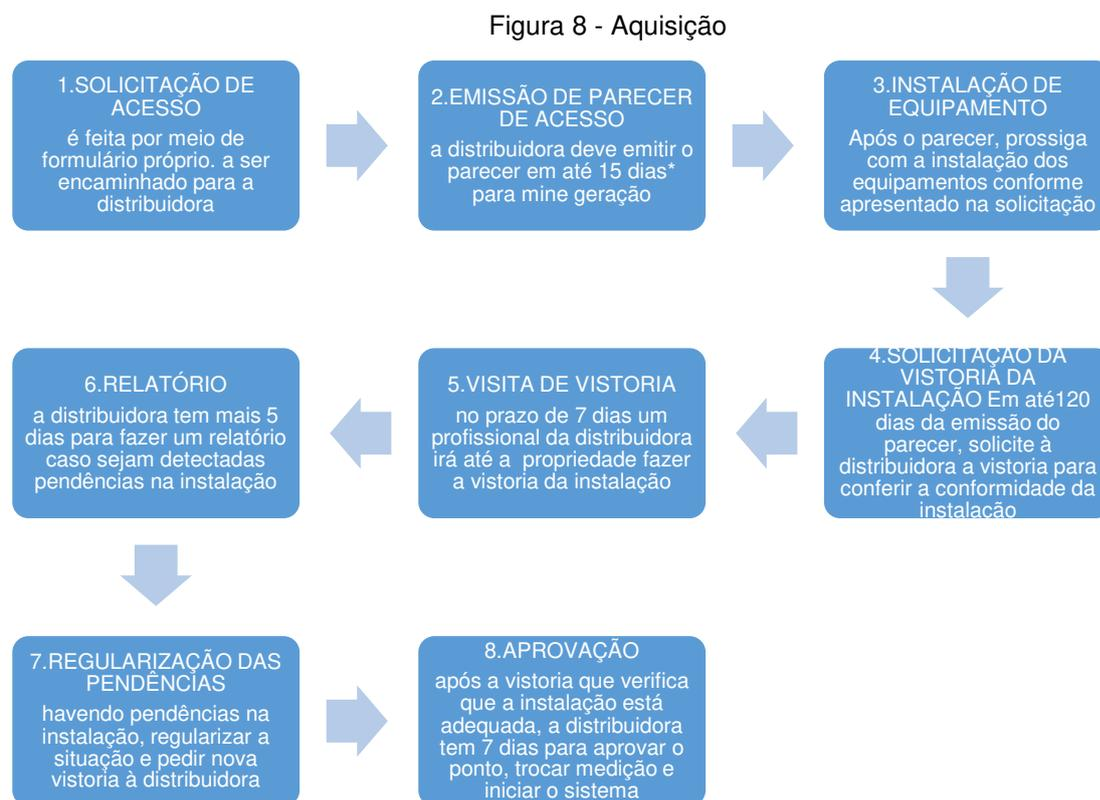 Figura 8 - Aquisição
1.SOLICITAÇÃO DE
ACESSO
é feita por meio de
formulário próprio. a ser
encaminhado para a
distribuidora
2.EMISSÃO DE PARECER
DE ACESSO
a distribuidora deve emitir o
parecer em até 15 dias*
para mine geração
3.INSTALAÇÃO DE
EQUIPAMENTO
Após o parecer, prossiga
com a instalação dos
equipamentos conforme
apresentado na solicitação
4.SOLICITAÇÃO DA
VISTORIA DA
INSTALAÇÃO Em até120
dias da emissão do
parecer, solicite à
distribuidora a vistoria para
conferir a conformidade da
instalação
5.VISITA DE VISTORIA
no prazo de 7 dias um
profissional da distribuidora
irá até a  propriedade fazer
a vistoria da instalação
6.RELATÓRIO
a distribuidora tem mais 5
dias para fazer um relatório
caso sejam detectadas
pendências na instalação
7.REGULARIZAÇÃO DAS
PENDÊNCIAS
havendo pendências na
instalação, regularizar a
situação e pedir nova
vistoria à distribuidora
8.APROVAÇÃO
após a vistoria que verifica
que a instalação está
adequada, a distribuidora
tem 7 dias para aprovar o
ponto, trocar medição e
iniciar o sistema